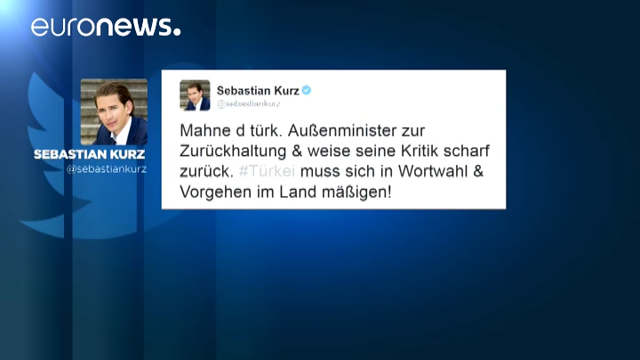 euronews.
SEBASTIAN KURZ
@sebastiankurz
Sebastian Kurz
@sebastiankurz
Mahne d türk. Außenminister zur
Zurückhaltung & weise seine Kritik scharf
zurück. #Türkei muss sich in Wortwahl &
Vorgehen im Land mäßigen!